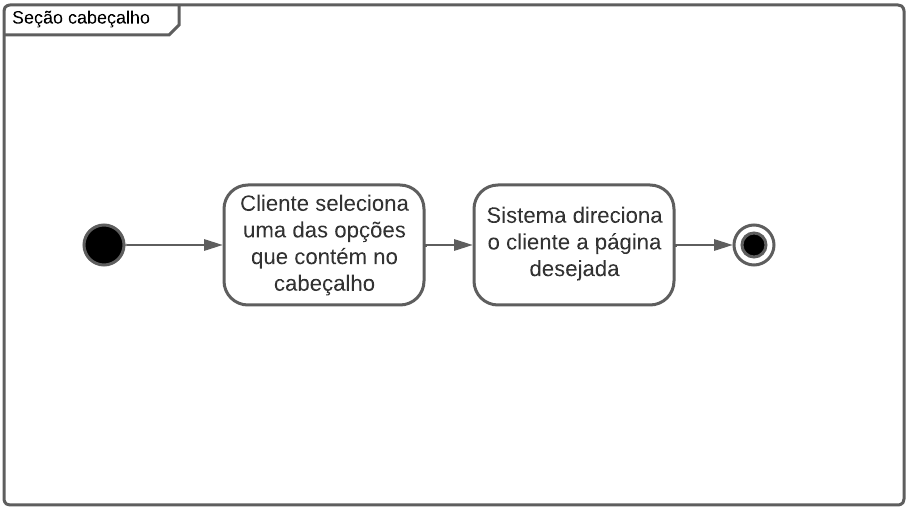 Seção cabeçalho
Cliente seleciona
uma das opções
que contém no
cabeçalho
Sistema direciona
o cliente a página
desejada